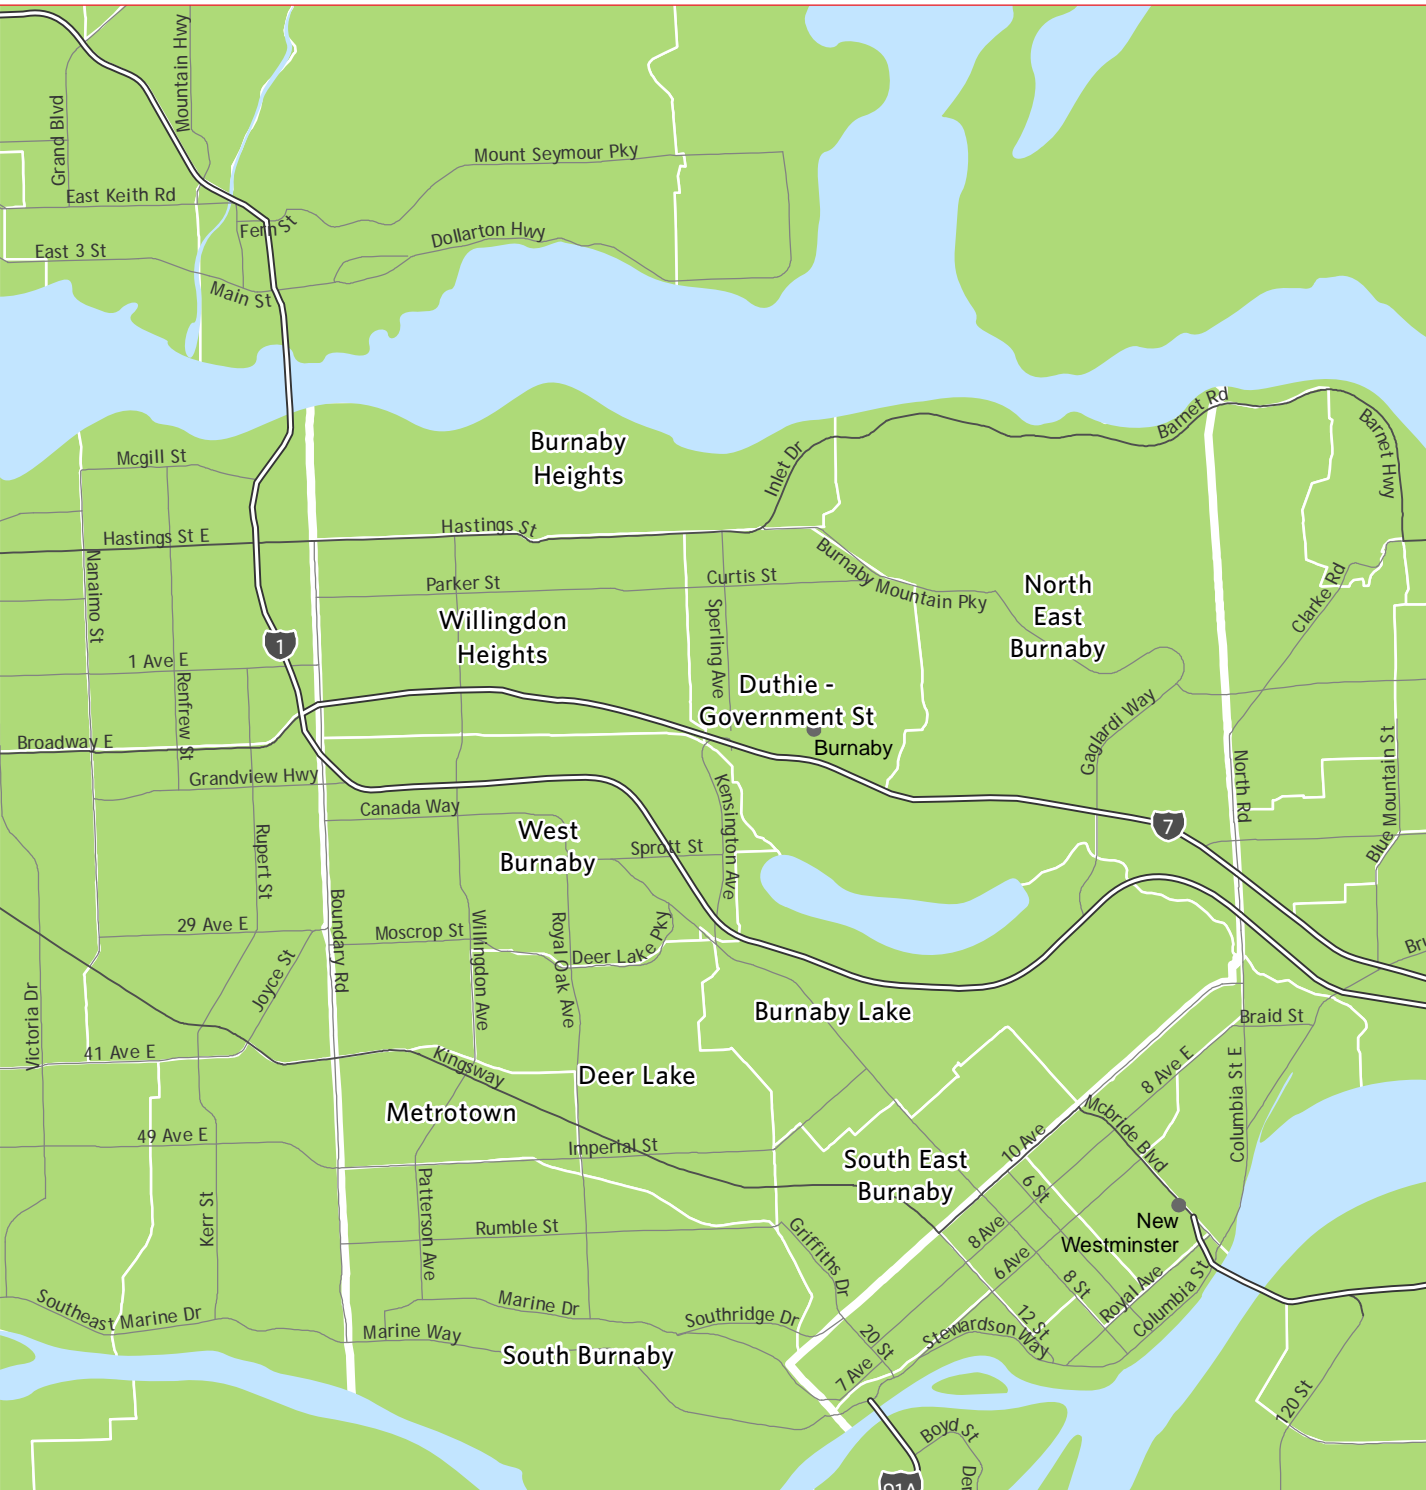 Mountain Hwy
Grand Blvd
Mount Seymour Pky
East Keith Rd
Fern St
Dollarton Hwy
East 3 St
Main St
Barnet Rd
Barnet Hwy
Burnaby
Heights
Inlet Dr
Mcgill St
Hastings St
Hastings St E
Nanaimo St
Burnaby Mountain Pky
Curtis St
Parker St
North
East
Burnaby
Clarke Rd
Sperling Ave
Willingdon
Heights
1
1 Ave E
Renfrew St
Duthie -
Government St
Burnaby
Gaglardi Way
Broadway E
Grandview Hwy
North Rd
Blue Mountain St
Kensington Ave
Canada Way
7
West
Burnaby
Sprott St
Rupert St
Boundary Rd
29 Ave E
Moscrop St
Willingdon Ave
Royal Oak Ave
Deer Lake Pky
Bru
Joyce St
Victoria Dr
Burnaby Lake
Braid St
41 Ave E
Kingsway
Deer Lake
8 Ave E
Columbia St E
Metrotown
Mcbride Blvd
49 Ave E
Imperial St
10 Ave
South East
Burnaby
6 St
Kerr St
Patterson Ave
Rumble St
Griffiths Dr
8 Ave
New
Westminster
6 Ave
8 St
Royal Ave
Columbia St
Southeast Marine Dr
Marine Dr
Southridge Dr
12 St
Marine Way
20 St
Stewardson Way
South Burnaby
7 Ave
120 St
Boyd St
Der
91A